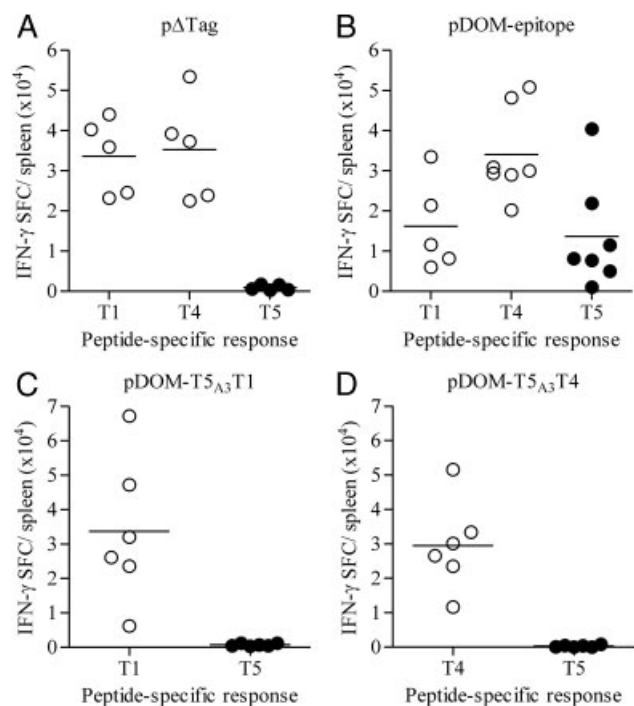 A
pΔTag
IFN-γ SFC/ spleen (x10⁴)
6
5
4
3
2
1
0
T1 T4 T5
Peptide-specific response
B
pDOM-epitope
IFN-γ SFC/ spleen (x10⁴)
6
5
4
3
2
1
0
T1 T4 T5
Peptide-specific response
C
pDOM-T5A3T1
IFN-γ SFC/ spleen (x10⁴)
7
6
5
4
3
2
1
0
T1 T5
Peptide-specific response
D
pDOM-T5A3T4
IFN-γ SFC/ spleen (x10⁴)
7
6
5
4
3
2
1
0
T4 T5
Peptide-specific response